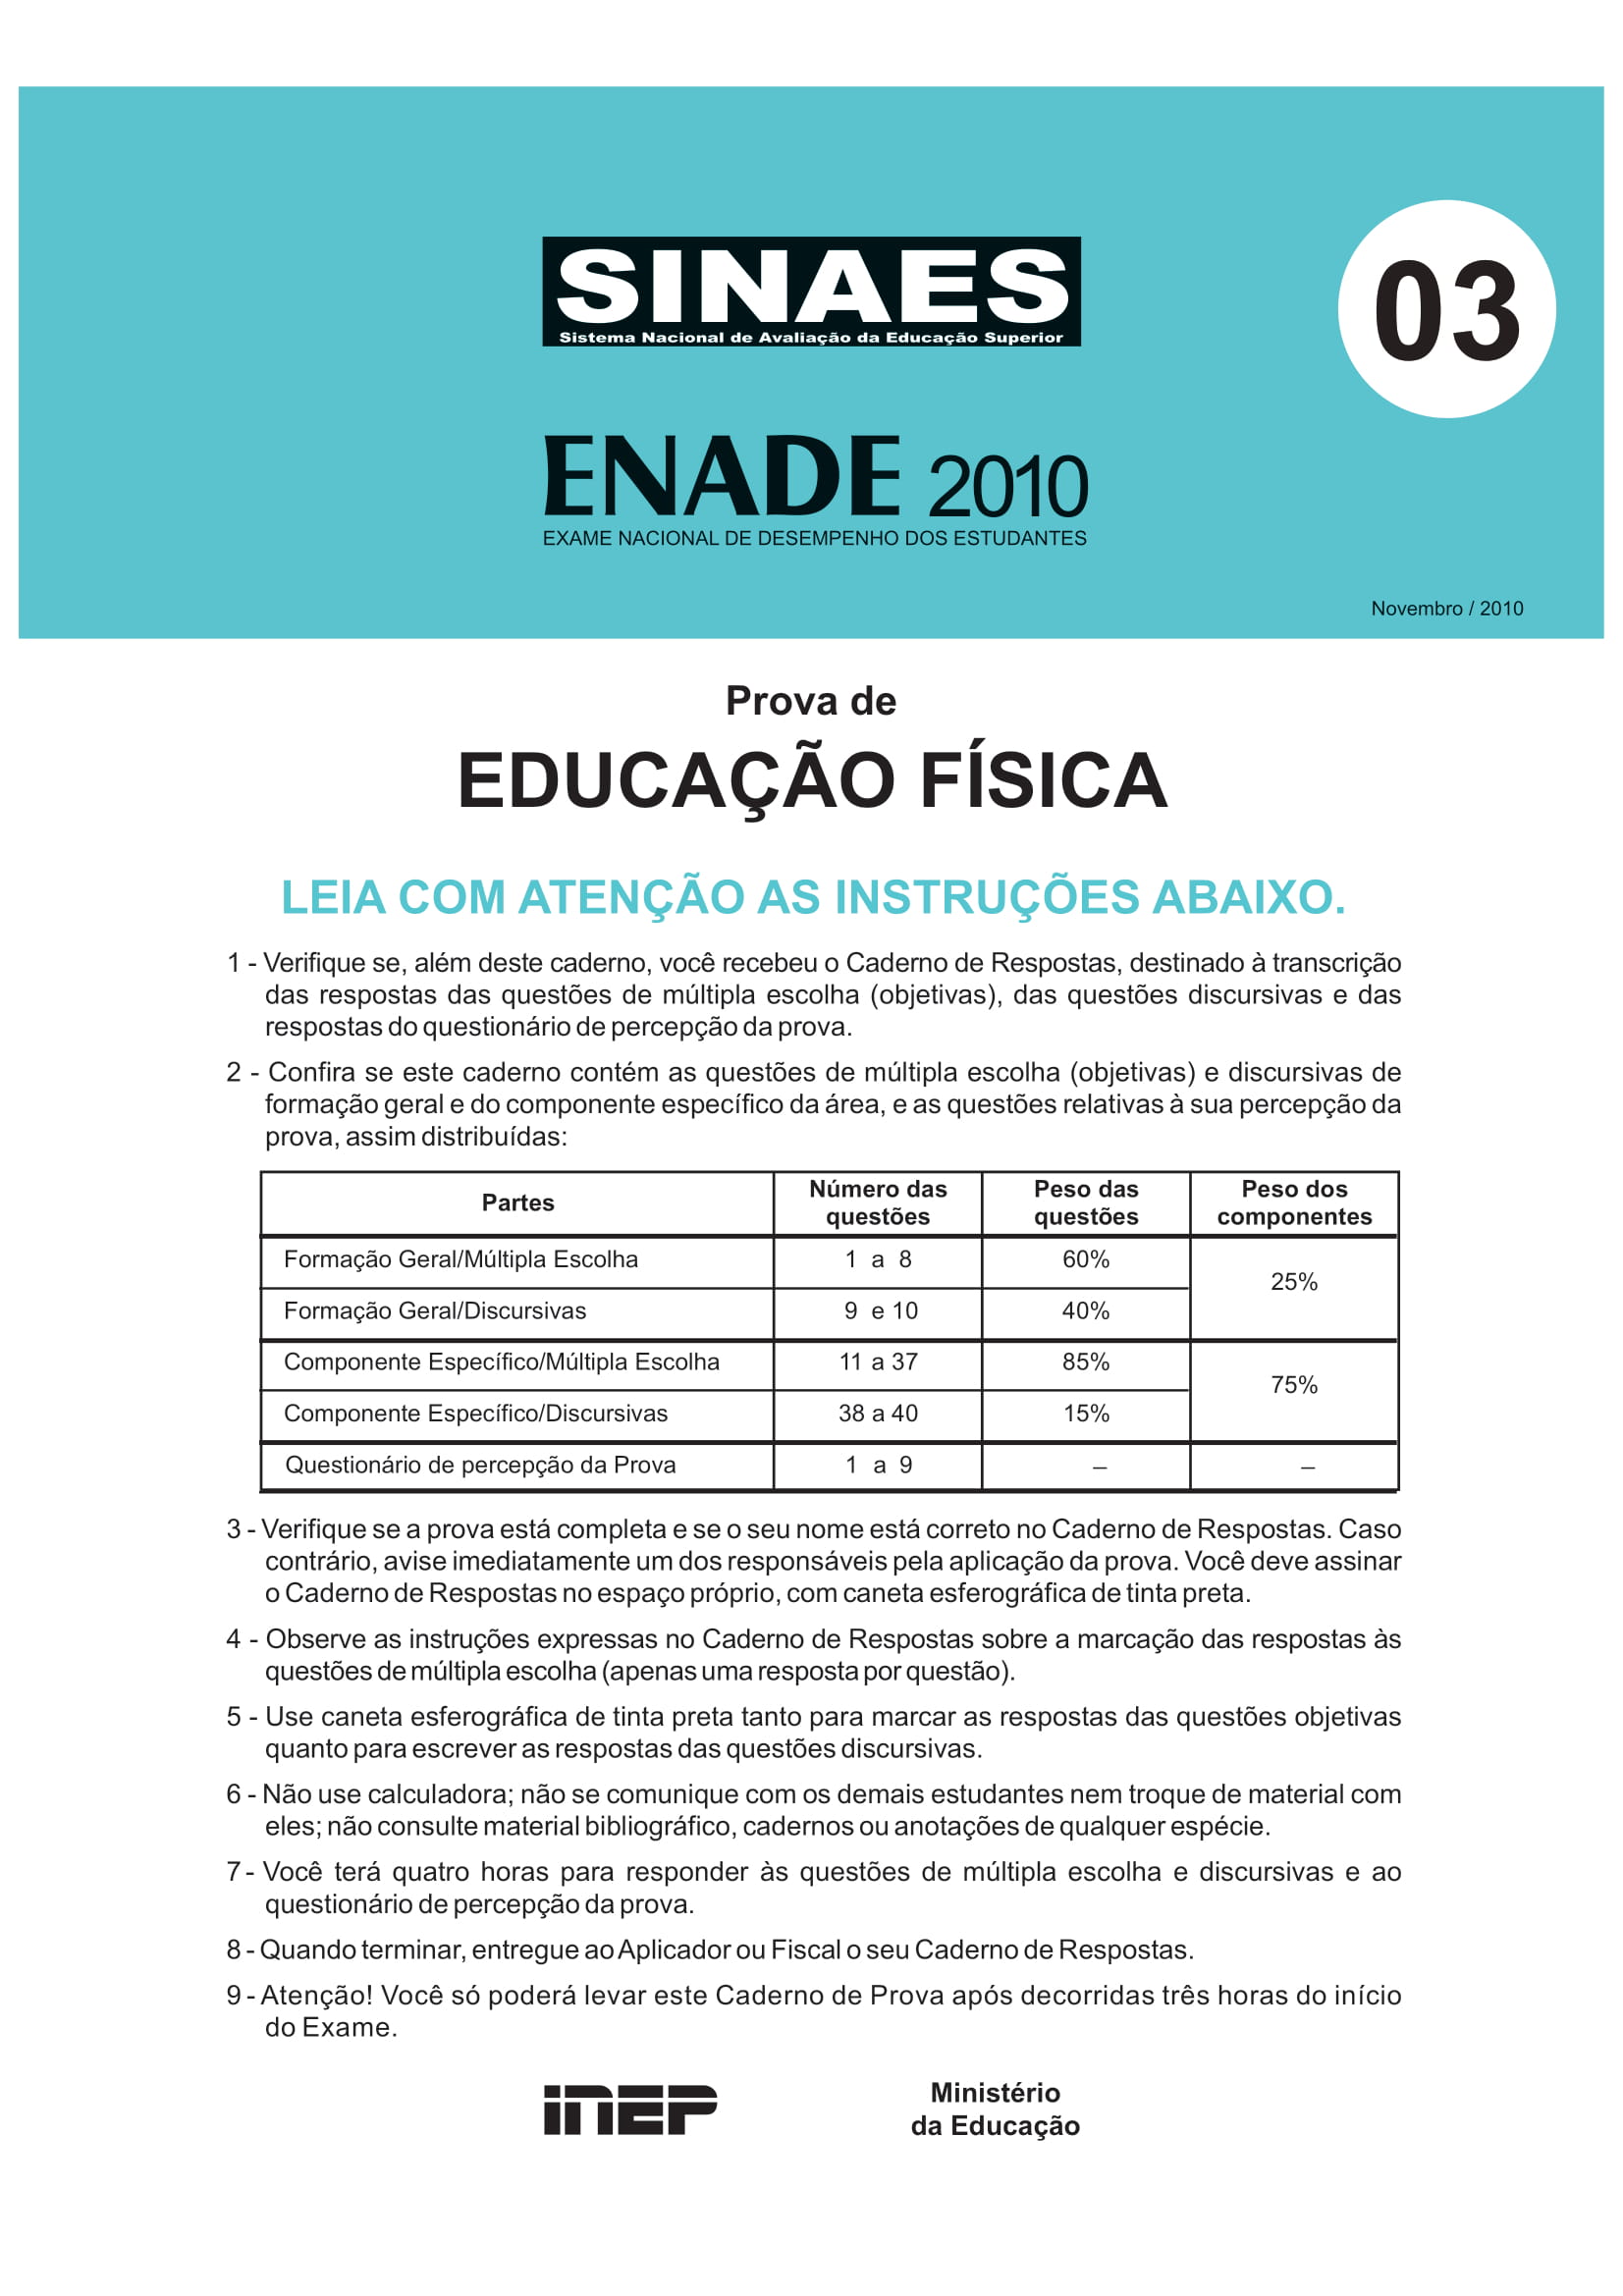 SINAES
Sistema Nacional de Avaliação da Educação Superior
03
ENADE 2010
EXAME NACIONAL DE DESEMPENHO DOS ESTUDANTES
Novembro / 2010
Prova de
EDUCAÇÃO FÍSICA
LEIA COM ATENÇÃO AS INSTRUÇÕES ABAIXO.
1 - Verifique se, além deste caderno, você recebeu o Caderno de Respostas, destinado à transcrição
das respostas das questões de múltipla escolha (objetivas), das questões discursivas e das
respostas do questionário de percepção da prova.
2 - Confira se este caderno contém as questões de múltipla escolha (objetivas) e discursivas de
formação geral e do componente específico da área, e as questões relativas à sua percepção da
prova, assim distribuídas:
Partes
Número das
questões
Peso das
questões
Peso dos
componentes
Formação Geral/Múltipla Escolha 1 a 8 60%
25%
Formação Geral/Discursivas 9 e 10 40%
Componente Específico/Múltipla Escolha 11 a 37 85%
75%
Componente Específico/Discursivas 38 a 40 15%
Questionário de percepção da Prova 1 a 9 – –
3 - Verifique se a prova está completa e se o seu nome está correto no Caderno de Respostas. Caso
contrário, avise imediatamente um dos responsáveis pela aplicação da prova. Você deve assinar
o Caderno de Respostas no espaço próprio, com caneta esferográfica de tinta preta.
4 - Observe as instruções expressas no Caderno de Respostas sobre a marcação das respostas às
questões de múltipla escolha (apenas uma resposta por questão).
5 - Use caneta esferográfica de tinta preta tanto para marcar as respostas das questões objetivas
quanto para escrever as respostas das questões discursivas.
6 - Não use calculadora; não se comunique com os demais estudantes nem troque de material com
eles; não consulte material bibliográfico, cadernos ou anotações de qualquer espécie.
7 - Você terá quatro horas para responder às questões de múltipla escolha e discursivas e ao
questionário de percepção da prova.
8 - Quando terminar, entregue ao Aplicador ou Fiscal o seu Caderno de Respostas.
9 - Atenção! Você só poderá levar este Caderno de Prova após decorridas três horas do início
do Exame.
INEP
Ministério
da Educação